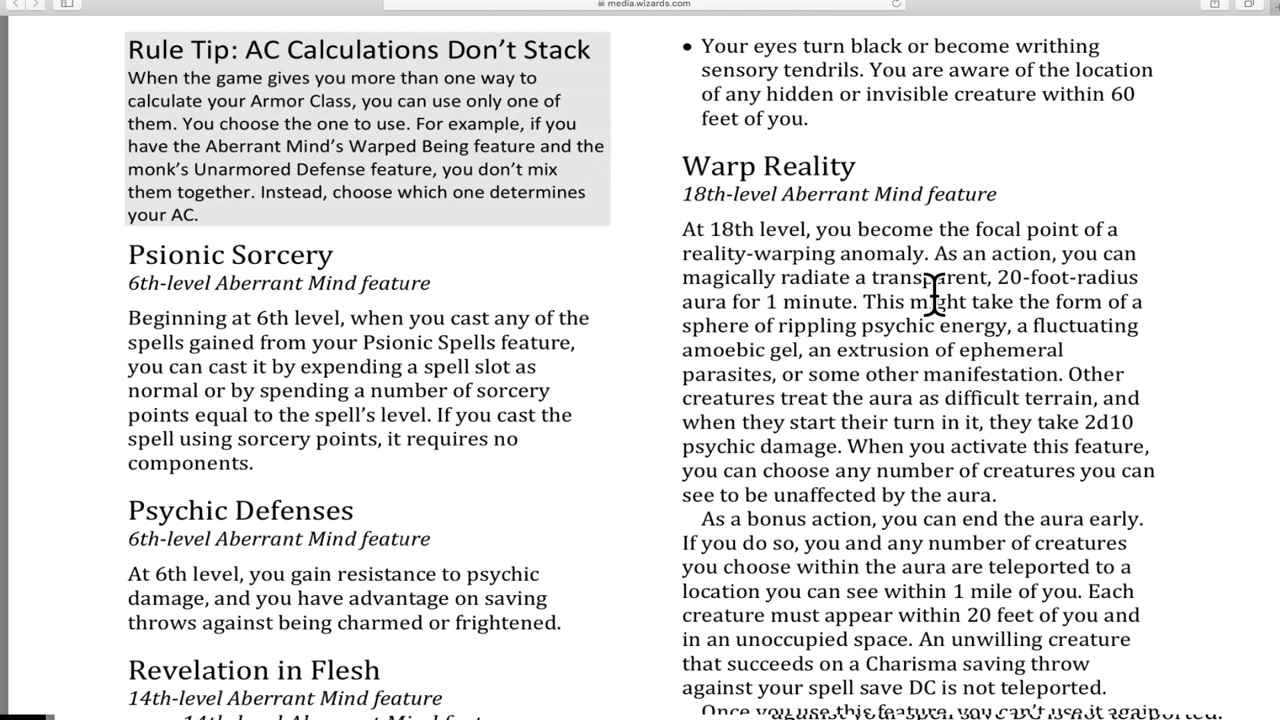 media.wizards.com
Rule Tip: AC Calculations Don’t Stack
When the game gives you more than one way to
calculate your Armor Class, you can use only one of
them. You choose the one to use. For example, if you
have the Aberrant Mind’s Warped Being feature and the
monk’s Unarmored Defense feature, you don’t mix
them together. Instead, choose which one determines
your AC.
Psionic Sorcery
6th-level Aberrant Mind feature
Beginning at 6th level, when you cast any of the
spells gained from your Psionic Spells feature,
you can cast it by expending a spell slot as
normal or by spending a number of sorcery
points equal to the spell’s level. If you cast the
spell using sorcery points, it requires no
components.
Psychic Defenses
6th-level Aberrant Mind feature
At 6th level, you gain resistance to psychic
damage, and you have advantage on saving
throws against being charmed or frightened.
Revelation in Flesh
14th-level Aberrant Mind feature
14th-level Aberrant Mind feature
• Your eyes turn black or become writhing
sensory tendrils. You are aware of the location
of any hidden or invisible creature within 60
feet of you.
Warp Reality
18th-level Aberrant Mind feature
At 18th level, you become the focal point of a
reality-warping anomaly. As an action, you can
magically radiate a transparent, 20-foot-radius
aura for 1 minute. This might take the form of a
sphere of rippling psychic energy, a fluctuating
amoebic gel, an extrusion of ephemeral
parasites, or some other manifestation. Other
creatures treat the aura as difficult terrain, and
when they start their turn in it, they take 2d10
psychic damage. When you activate this feature,
you can choose any number of creatures you can
see to be unaffected by the aura.
As a bonus action, you can end the aura early.
If you do so, you and any number of creatures
you choose within the aura are teleported to a
location you can see within 1 mile of you. Each
creature must appear within 20 feet of you and
in an unoccupied space. An unwilling creature
that succeeds on a Charisma saving throw
against your spell save DC is not teleported.
Once you use this feature, you can’t use it again